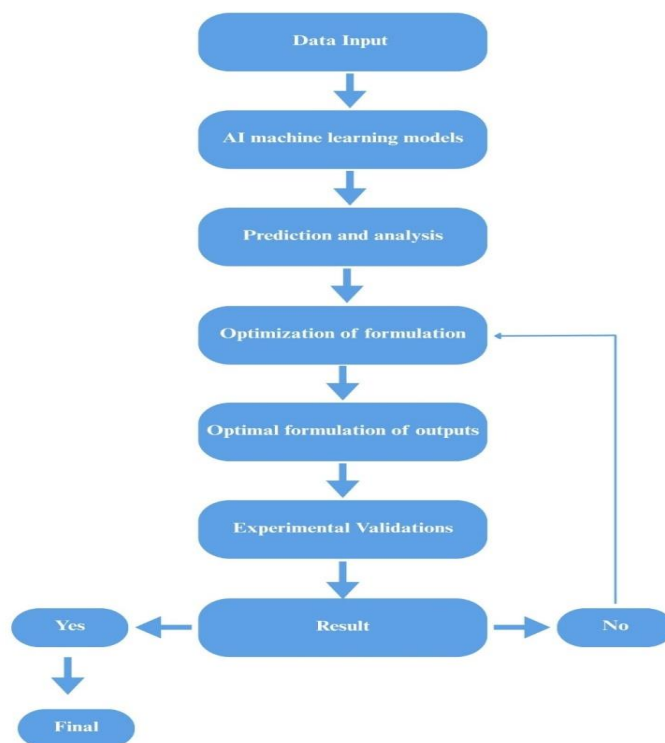 Data Input
AI machine learning models
Prediction and analysis
Optimization of formulation
Optimal formulation of outputs
Experimental Validations
Yes
Result
No
Final